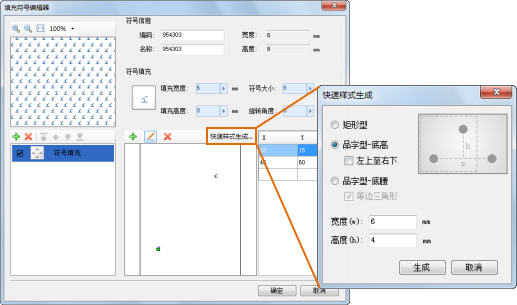 填充符号编辑器
符号信息
100%
编码: 954303
宽度: 6 mm
名称: 954303
高度: 8 mm
符号填充
填充宽度: 6 mm
符号大小: 6
填充高度: 8 mm
旋转角度: 0
快速样式生成...
X Y
15
60
符号填充
确定
取消
快速样式生成
矩形型
品字型-底高
左上至右下
品字型-底腰
等边三角形
h
w
宽度(w): 6 mm
高度(h): 4 mm
生成
取消